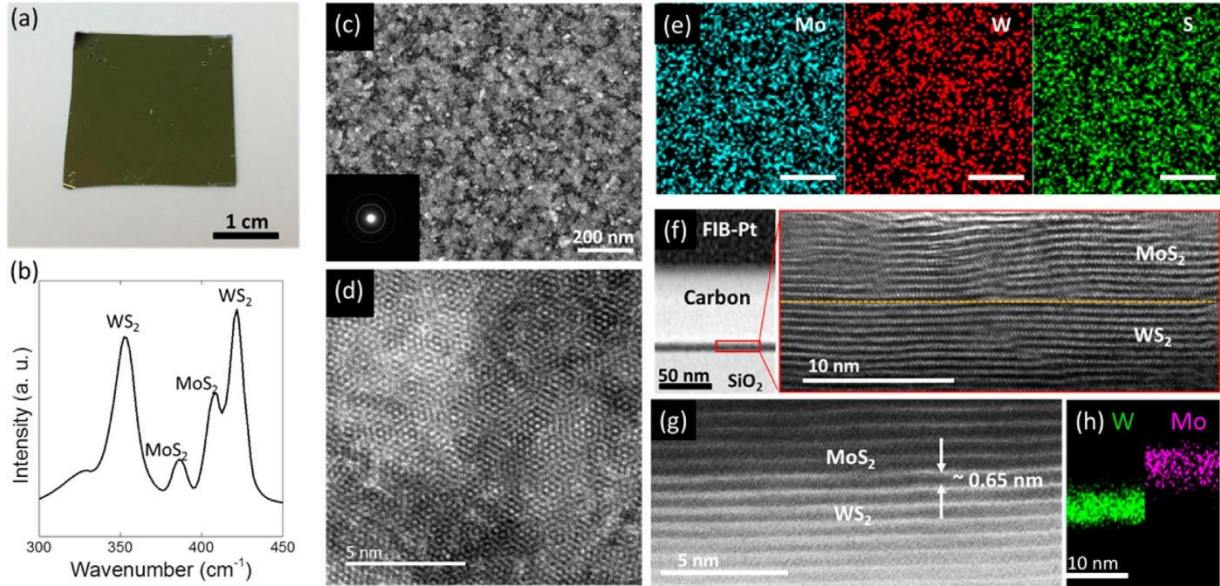 (a)
1 cm
(b)
WS₂
WS₂
MoS₂
MoS₂
Intensity (a. u.)
300 350 400 450
Wavenumber (cm⁻¹)
(c)
200 nm
(d)
5 nm
(e) Mo W S
(f) FIB-Pt
Carbon
50 nm SiO₂
MoS₂
WS₂
10 nm
(g)
MoS₂
~ 0.65 nm
WS₂
5 nm
(h) W Mo
10 nm